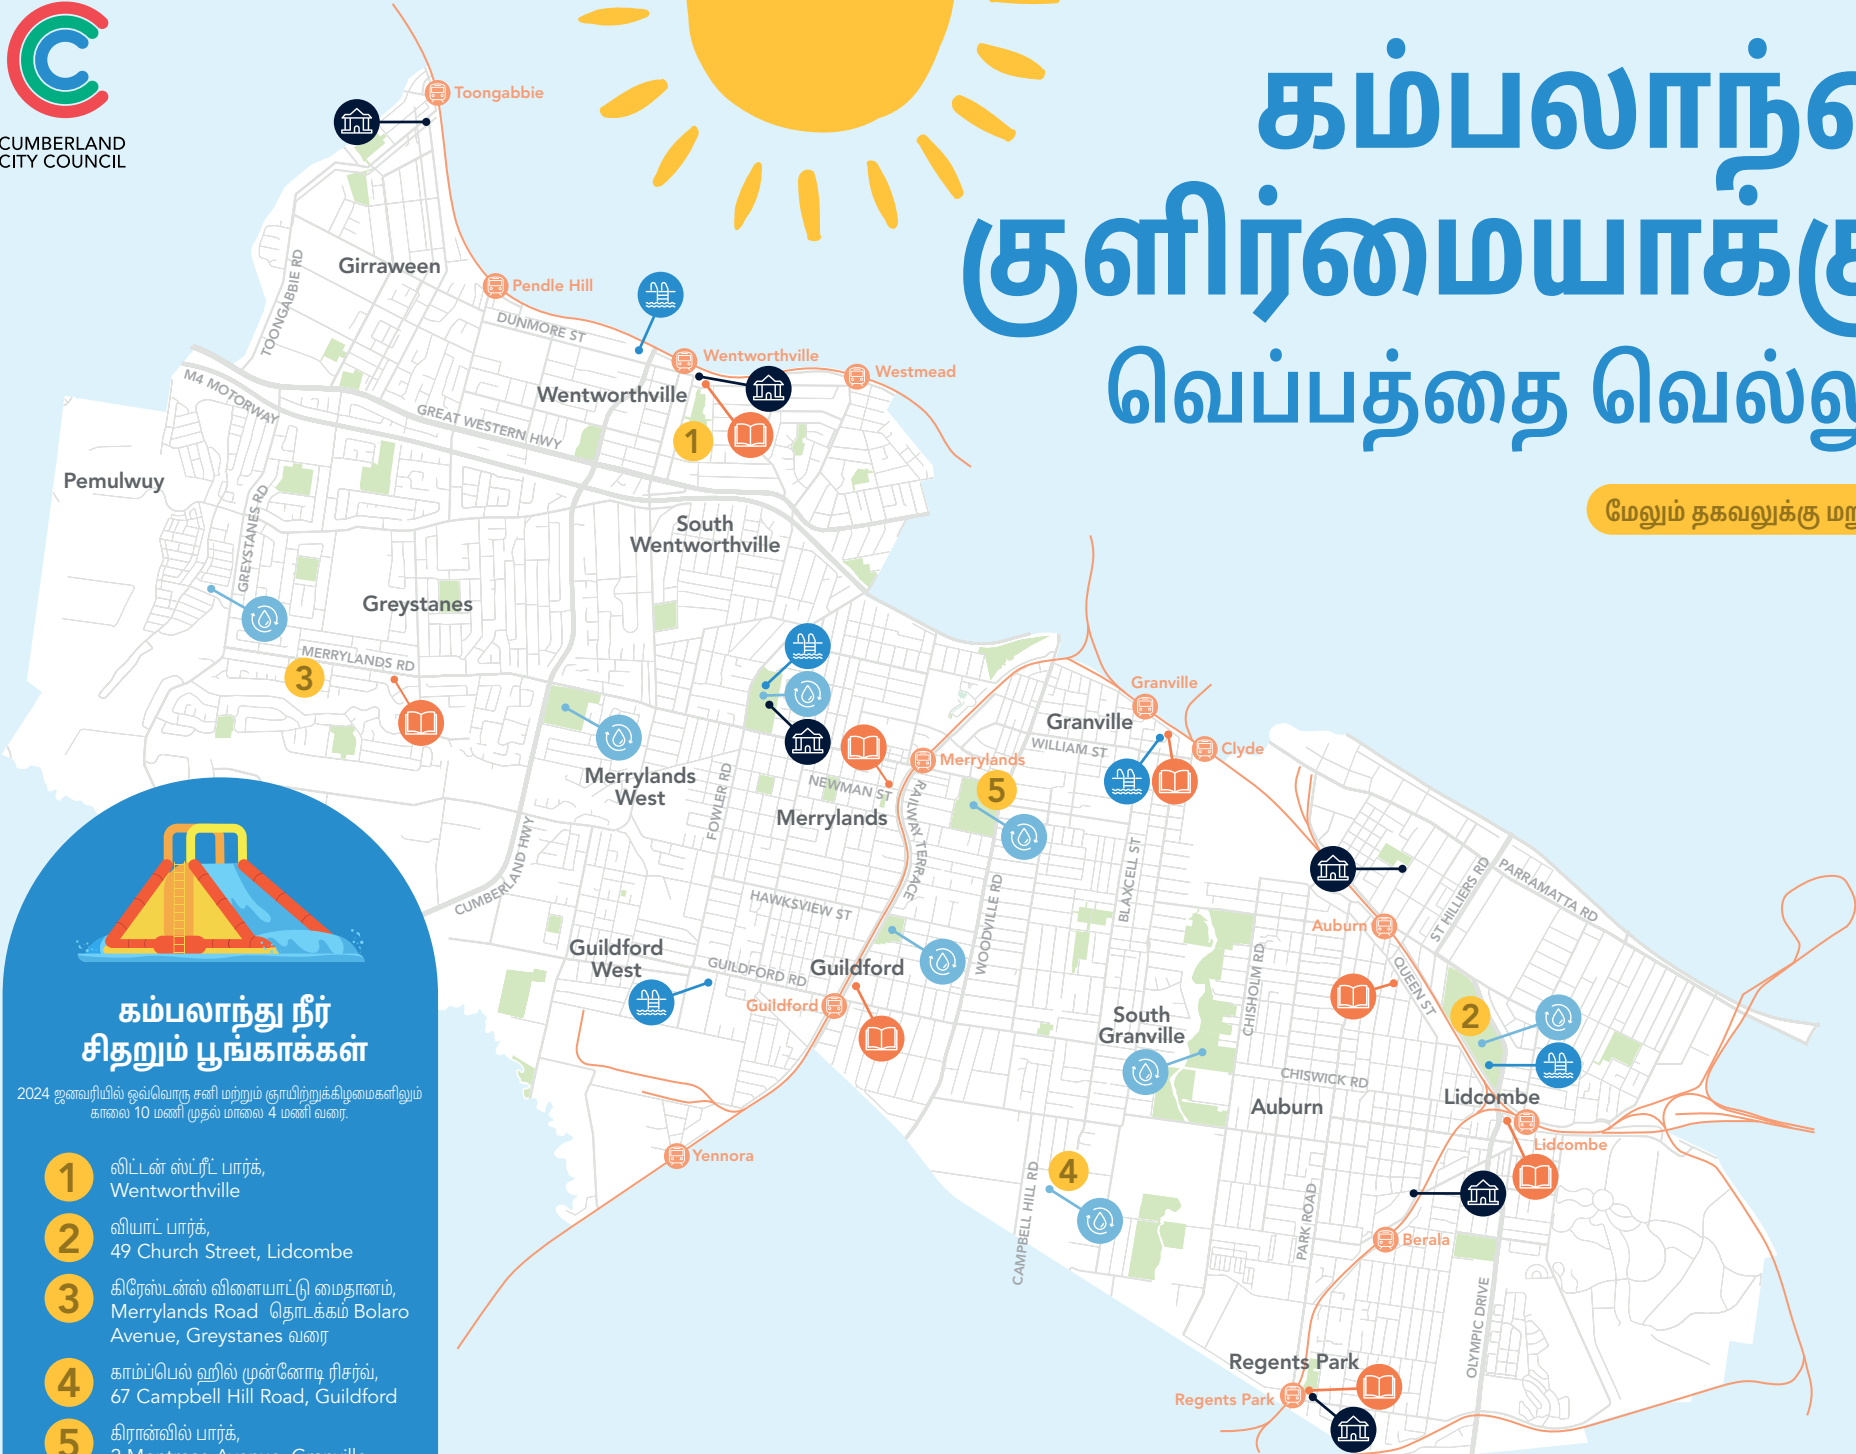 CUMBERLAND
CITY COUNCIL
குளிர்மையாக்கு
வெப்பத்தை
மேலும் தகவலுக்கு
Toongabbie
Girraween
TOONGABBIE RD
Pendle Hill
DUNMORE ST
Wentworthville
Westmead
Wentworthville
M4 MOTORWAY
GREAT WESTERN HWY
1
Pemulwuy
GREYSTANES RD
South
Wentworthville
Greystanes
MERRYLANDS RD
3
Granville
Granville
WILLIAM ST
Clyde
Merrylands
5
Merrylands
West
FOWLER RD
NEWMAN ST
Merrylands
RAILWAY TERRACE
CUMBERLAND HWY
HAWKSVIEW ST
WOODVILLE RD
BLAXCELL ST
ST HILLIERS RD
PARRAMATTA RD
Auburn
Guildford
West
GUILDFORD RD
Guildford
Guildford
CHISHOLM RD
QUEEN ST
2
South
Granville
CHISWICK RD
Auburn
Lidcombe
Lidcombe
Yennora
4
CAMPBELL HILL RD
PARK ROAD
Berala
OLYMPIC DRIVE
Regents Park
Regents Park
கம்பலாந்து நீர்
சிதறும் பூங்காக்கள்
2024 ஜனவரியில் ஒவ்வொரு சனி மற்றும் ஞாயிற்றுக்கிழமைகளிலும்
காலை 10 மணி முதல் மாலை 4 மணி வரை.
1 லிட்டன் ஸ்ட்ரீட் பார்க்,
Wentworthville
2 வியாட் பார்க்,
49 Church Street, Lidcombe
3 கிரேஸ்டன்ஸ் விளையாட்டு மைதானம்,
Merrylands Road தொடக்கம் Bolaro
Avenue, Greystanes வரை
4 காம்ப்பெல் ஹில் முன்னோடி ரிசர்வ்,
67 Campbell Hill Road, Guildford
5 கிரான்வில் பார்க்,